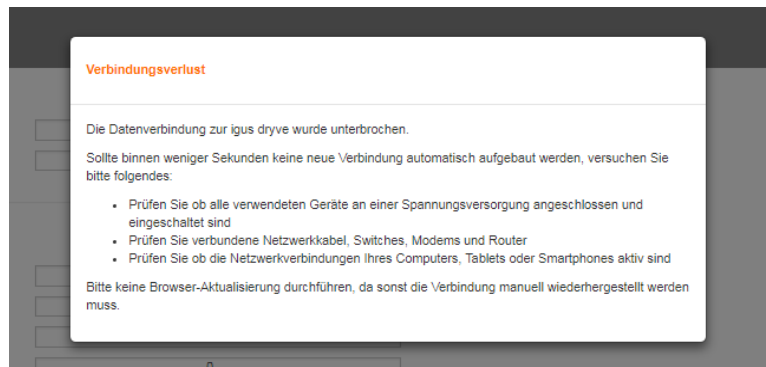 Verbindungsverlust
Die Datenverbindung zur igus dryve wurde unterbrochen.
Sollte binnen weniger Sekunden keine neue Verbindung automatisch aufgebaut werden, versuchen Sie
bitte folgendes:
• Prüfen Sie ob alle verwendeten Geräte an einer Spannungsversorgung angeschlossen und
eingeschaltet sind
• Prüfen Sie verbundene Netzwerkkabel, Switches, Modems und Router
• Prüfen Sie ob die Netzwerkverbindungen Ihres Computers, Tablets oder Smartphones aktiv sind
Bitte keine Browser-Aktualisierung durchführen, da sonst die Verbindung manuell wiederhergestellt werden
muss.